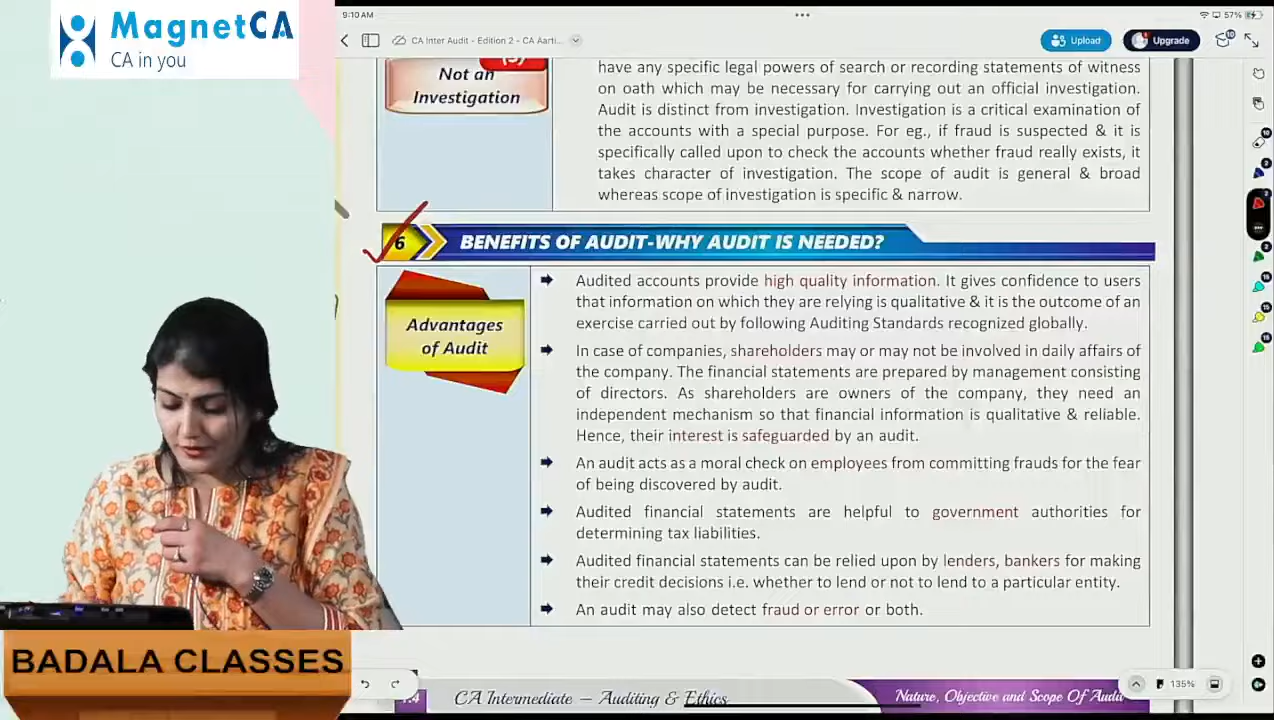 MagnetCA
CA in you
9:10 AM
57%
CA Inter Audit - Edition 2 - CA Aarti...
Upload
Upgrade
Not an
Investigation
have any specific legal powers of search or recording statements of witness
on oath which may be necessary for carrying out an official investigation.
Audit is distinct from investigation. Investigation is a critical examination of
the accounts with a special purpose. For eg., if fraud is suspected & it is
specifically called upon to check the accounts whether fraud really exists, it
takes character of investigation. The scope of audit is general & broad
whereas scope of investigation is specific & narrow.
6 BENEFITS OF AUDIT-WHY AUDIT IS NEEDED?
Advantages
of Audit
Audited accounts provide high quality information. It gives confidence to users
that information on which they are relying is qualitative & it is the outcome of an
exercise carried out by following Auditing Standards recognized globally.
In case of companies, shareholders may or may not be involved in daily affairs of
the company. The financial statements are prepared by management consisting
of directors. As shareholders are owners of the company, they need an
independent mechanism so that financial information is qualitative & reliable.
Hence, their interest is safeguarded by an audit.
An audit acts as a moral check on employees from committing frauds for the fear
of being discovered by audit.
Audited financial statements are helpful to government authorities for
determining tax liabilities.
Audited financial statements can be relied upon by lenders, bankers for making
their credit decisions i.e. whether to lend or not to lend to a particular entity.
An audit may also detect fraud or error or both.
BADALA CLASSES
CA Intermediate – Auditing & Ethics
Nature, Objective and Scope Of Audit
135%